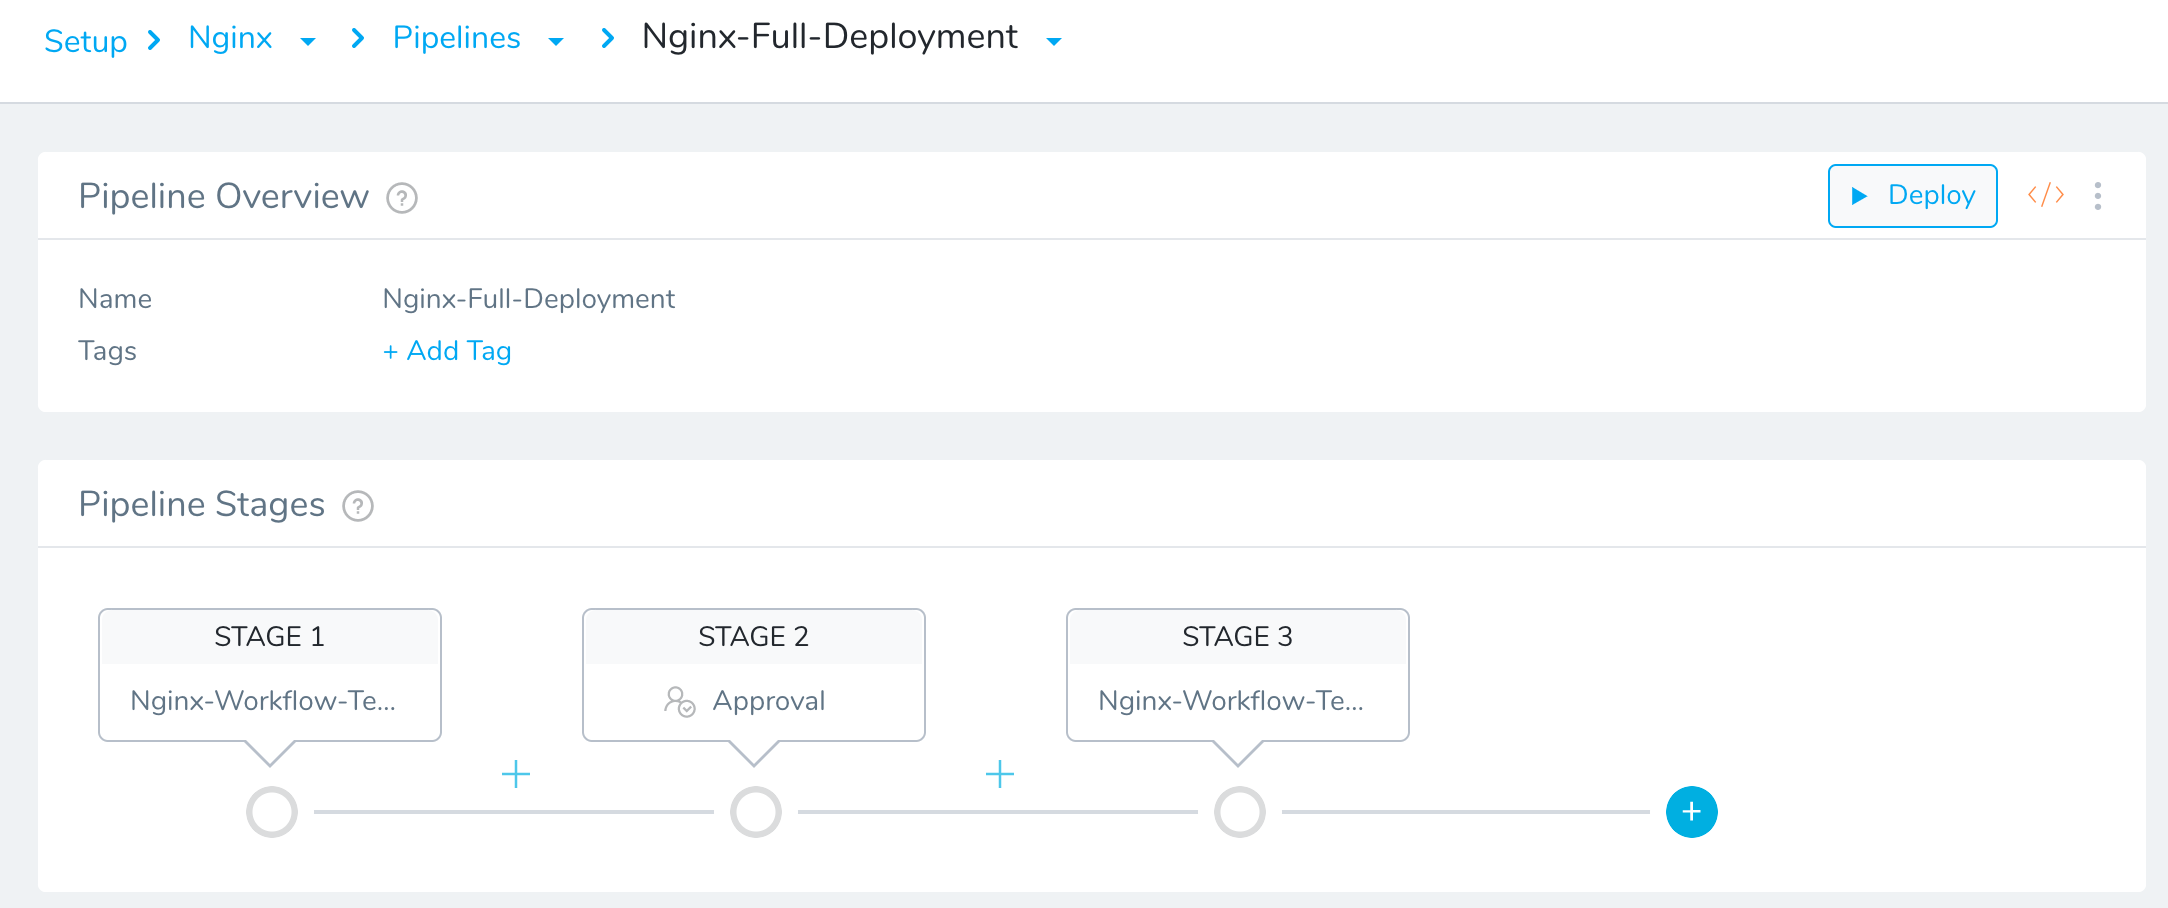 Setup > Nginx > Pipelines > Nginx-Full-Deployment
Pipeline Overview ?
Deploy </>
Name Nginx-Full-Deployment
Tags + Add Tag
Pipeline Stages ?
STAGE 1 STAGE 2 STAGE 3
Nginx-Workflow-Te... Approval Nginx-Workflow-Te...
+ +
+